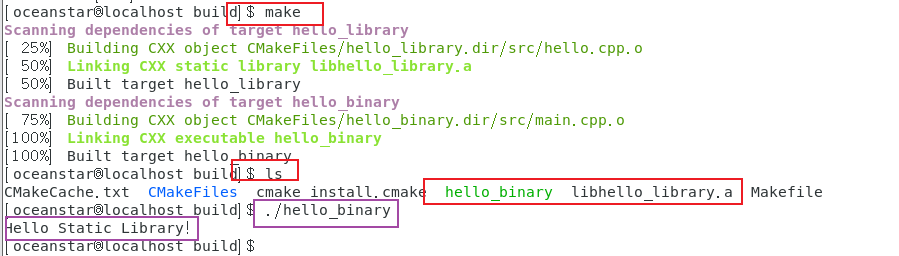 [oceanstar@localhost build]$ make
Scanning dependencies of target hello_library
[ 25%] Building CXX object CMakeFiles/hello_library.dir/src/hello.cpp.o
[ 50%] Linking CXX static library libhello_library.a
[ 50%] Built target hello_library
Scanning dependencies of target hello_binary
[ 75%] Building CXX object CMakeFiles/hello_binary.dir/src/main.cpp.o
[100%] Linking CXX executable hello_binary
[100%] Built target hello_binary
[oceanstar@localhost build]$ ls
CMakeCache.txt CMakeFiles cmake_install.cmake hello_binary libhello_library.a Makefile
[oceanstar@localhost build]$ ./hello_binary
Hello Static Library!
[oceanstar@localhost build]$